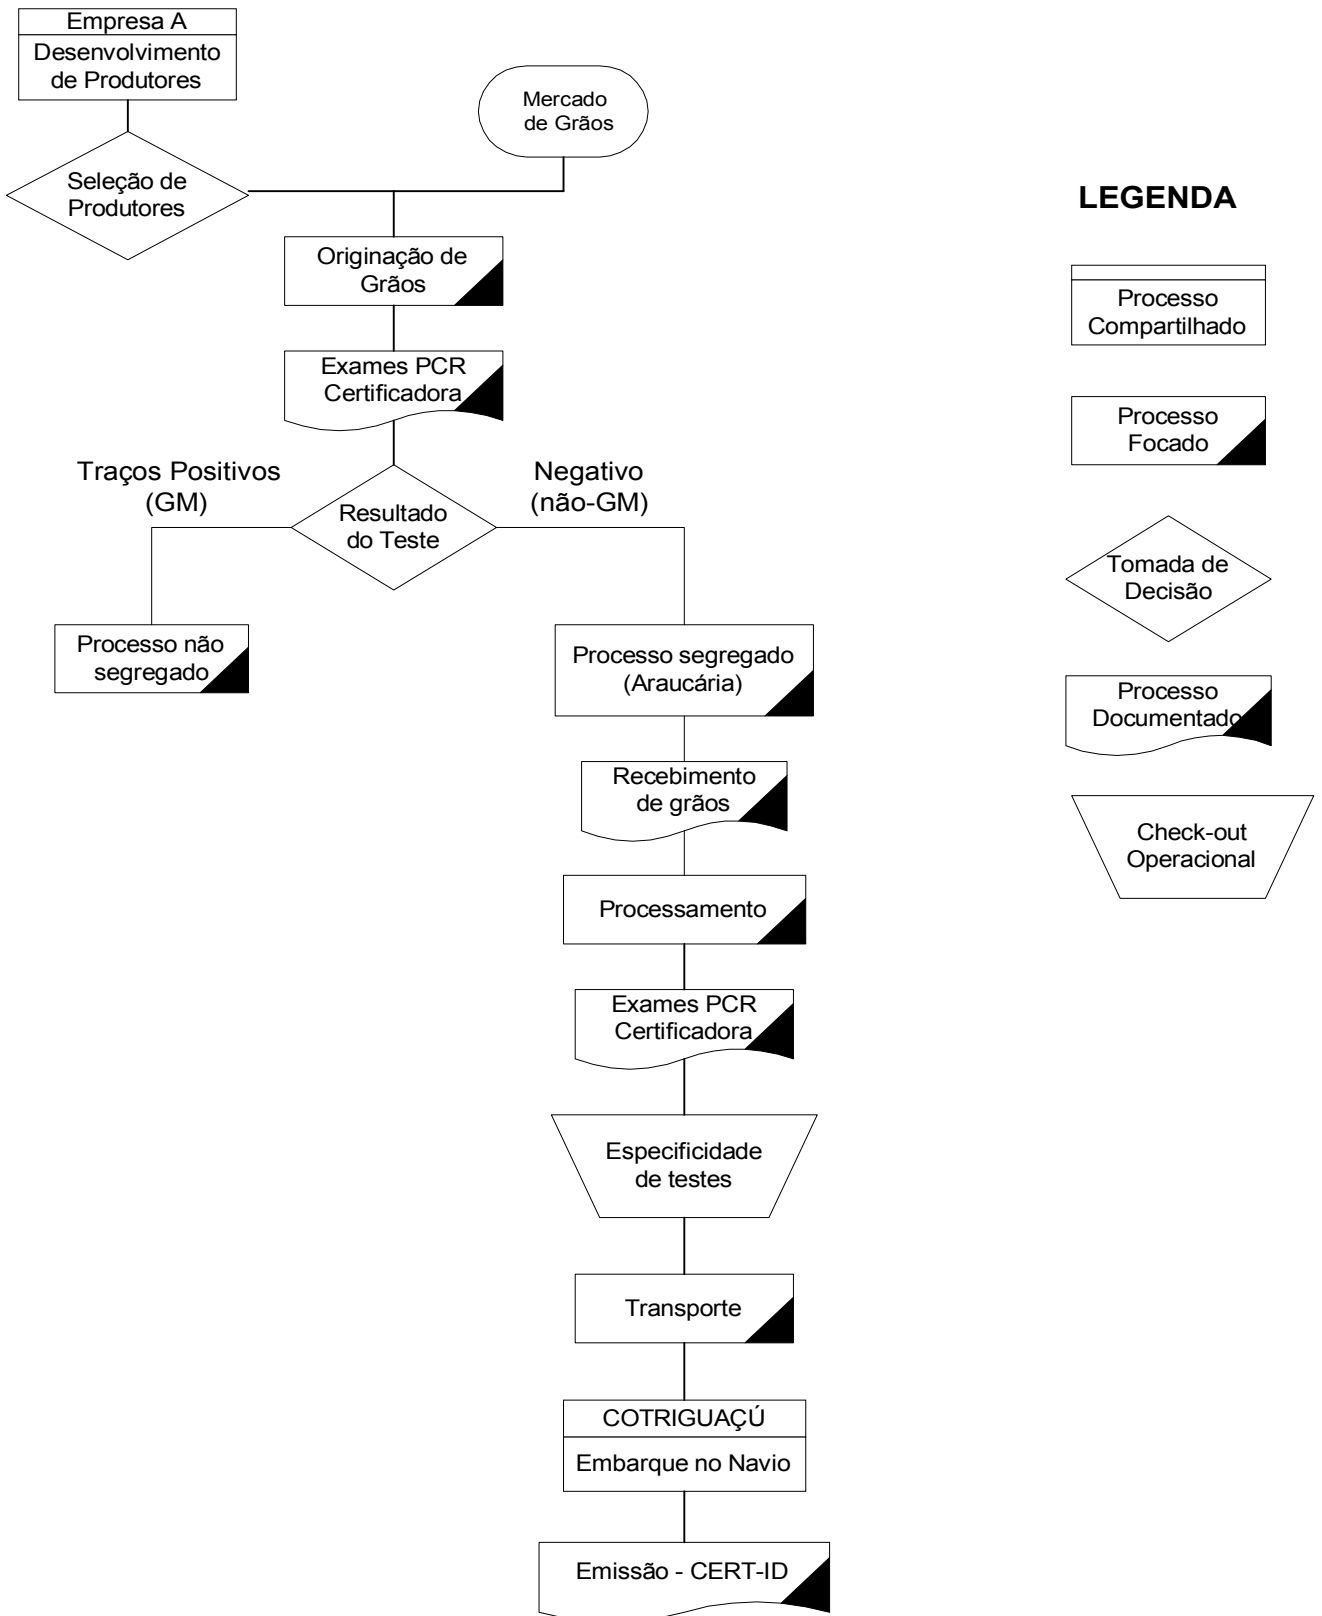 Empresa A
Desenvolvimento
de Produtores
Mercado
de Grãos
Seleção de
Produtores
Originação de
Grãos
Exames PCR
Certificadora
Traços Positivos
(GM)
Negativo
(não-GM)
Resultado
do Teste
Processo não
segregado
Processo segregado
(Araucária)
Recebimento
de grãos
Processamento
Exames PCR
Certificadora
Especificidade
de testes
Transporte
COTRIGUAÇÚ
Embarque no Navio
Emissão - CERT-ID
LEGENDA
Processo
Compartilhado
Processo
Focado
Tomada de
Decisão
Processo
Documentado
Check-out
Operacional